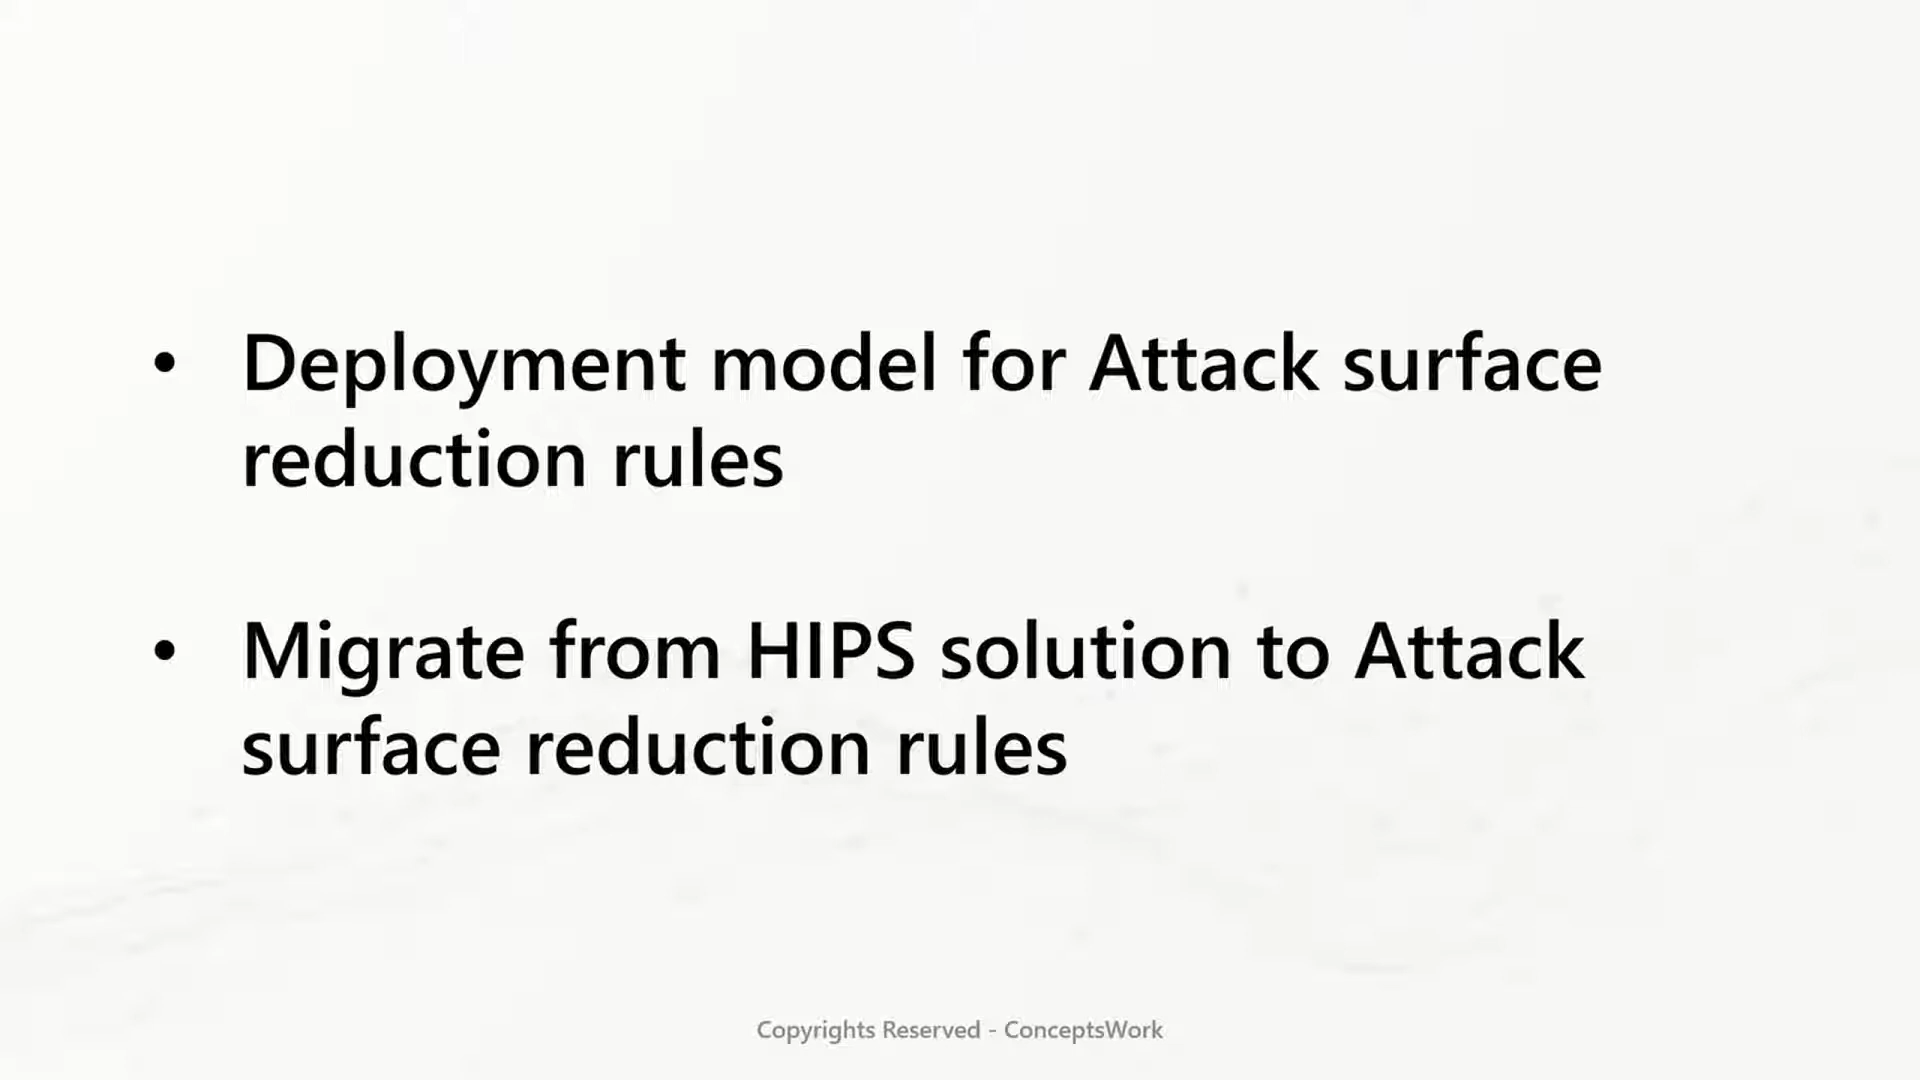 • Deployment model for Attack surface
reduction rules
• Migrate from HIPS solution to Attack
surface reduction rules
Copyrights Reserved - ConceptsWork